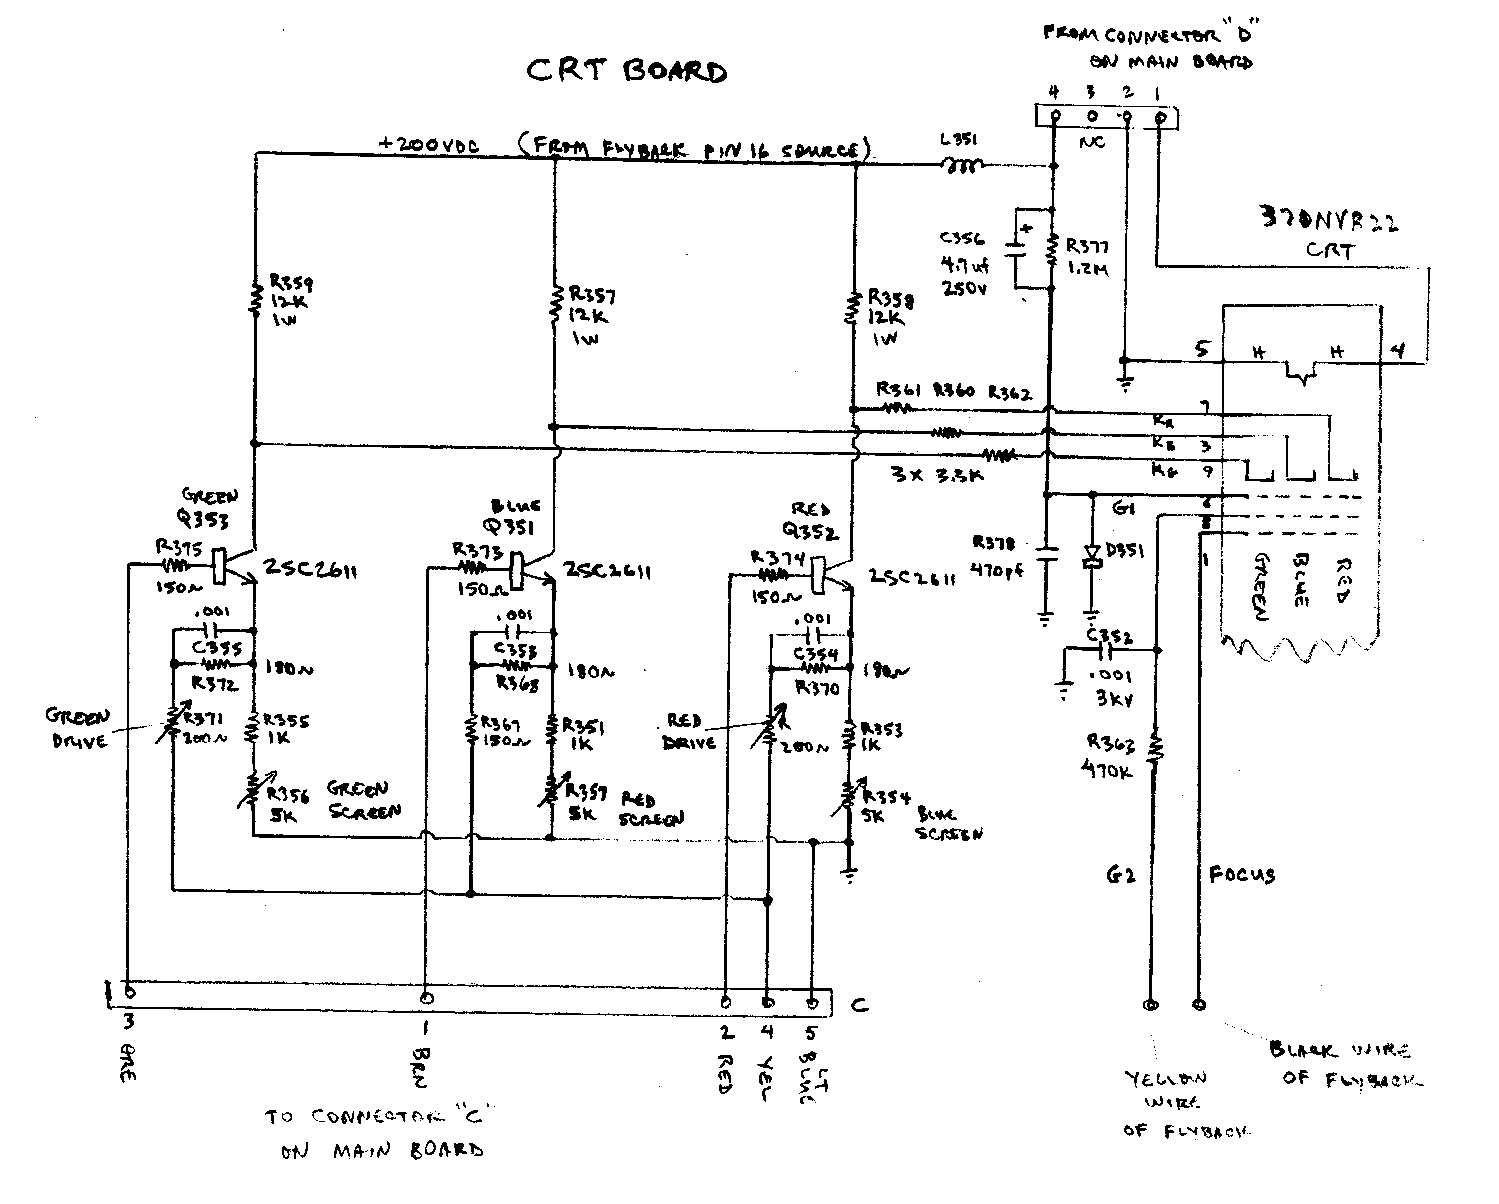 FROM CONNECTOR "D"
ON MAIN BOARD
CRT BOARD
4 3 2 1
NC
+200VDC (FROM FLYBACK PIN 16 SOURCE)
L351
370NVB22
CRT
C356
4.7uf
250V
R377
1.2M
R359
12K
1W
R357
12K
1W
R358
12K
1W
5 H H 4
R361 R360 R362
3 X 3.3K
7
KR
KB 3
KG 9
G1 6
8
1
GREEN
BLUE
RED
GREEN
Q353
R375
150Ω
2SC2611
BLUE
Q351
R373
150Ω
2SC2611
RED
Q352
R374
150Ω
2SC2611
R378
470pf
D351
.001
C355
R372
180Ω
.001
C353
R368
180Ω
.001
C354
R370
180Ω
C352
.001
3KV
GREEN
DRIVE
R371
200Ω
R355
1K
R367
150Ω
R351
1K
RED
DRIVE
200Ω
R353
1K
R363
470K
R356
5K
GREEN
SCREEN
R357
5K
RED
SCREEN
R354
5K
BLUE
SCREEN
G2
FOCUS
C
3 1 2 4 5
ORE
BRN
RED
YEL
LT
BLUE
TO CONNECTOR "C"
ON MAIN BOARD
YELLOW
WIRE
OF FLYBACK
BLACK WIRE
OF FLYBACK